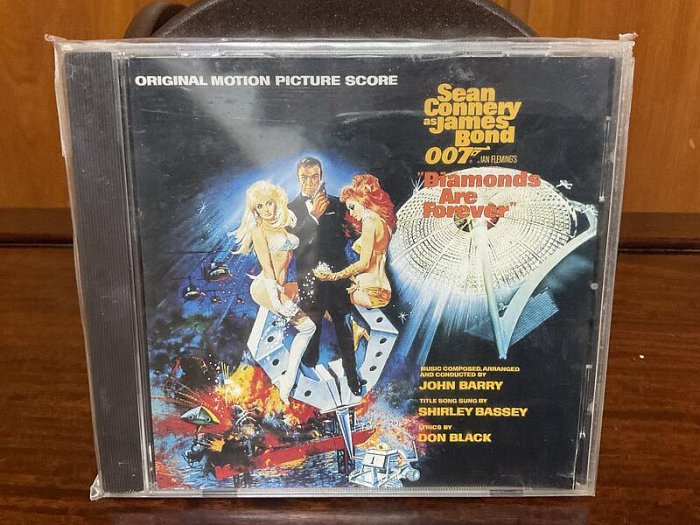 ORIGINAL MOTION PICTURE SCORE
Sean
Connery
as James
Bond
007
IAN FLEMING'S
"Diamonds
Are
Forever"
MUSIC COMPOSED, ARRANGED
AND CONDUCTED BY
JOHN BARRY
TITLE SONG SUNG BY
SHIRLEY BASSEY
LYRICS BY
DON BLACK